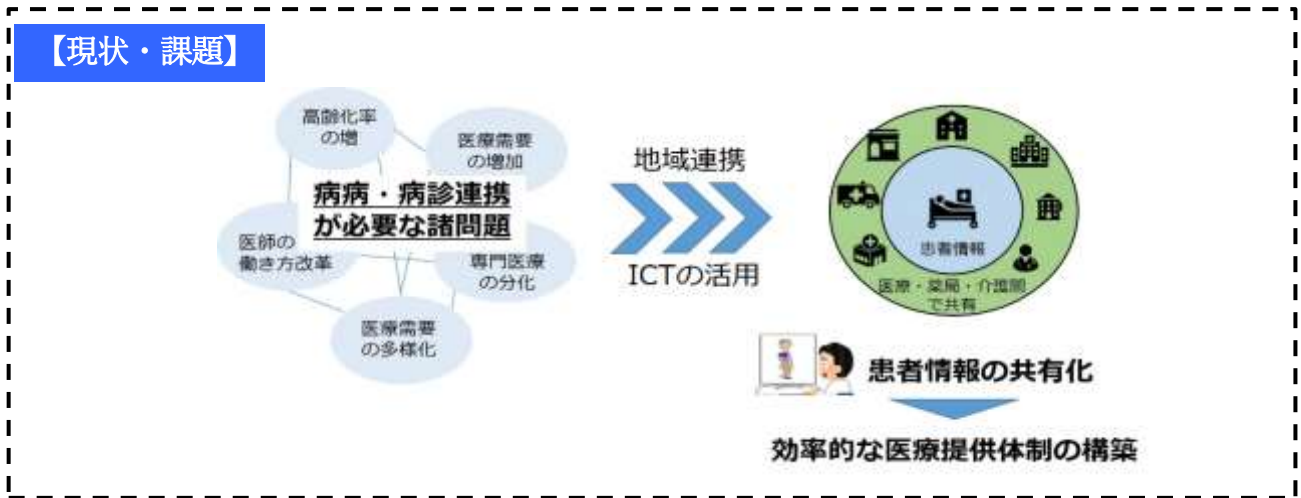 【現状・課題】
高齢化率
の増
医療需要
の増加
病病・病診連携
が必要な諸問題
医師の
働き方改革
専門医療
の分化
医療需要
の多様化
地域連携
ICTの活用
患者情報
医療・薬局・介護間
で共有
患者情報の共有化
効率的な医療提供体制の構築